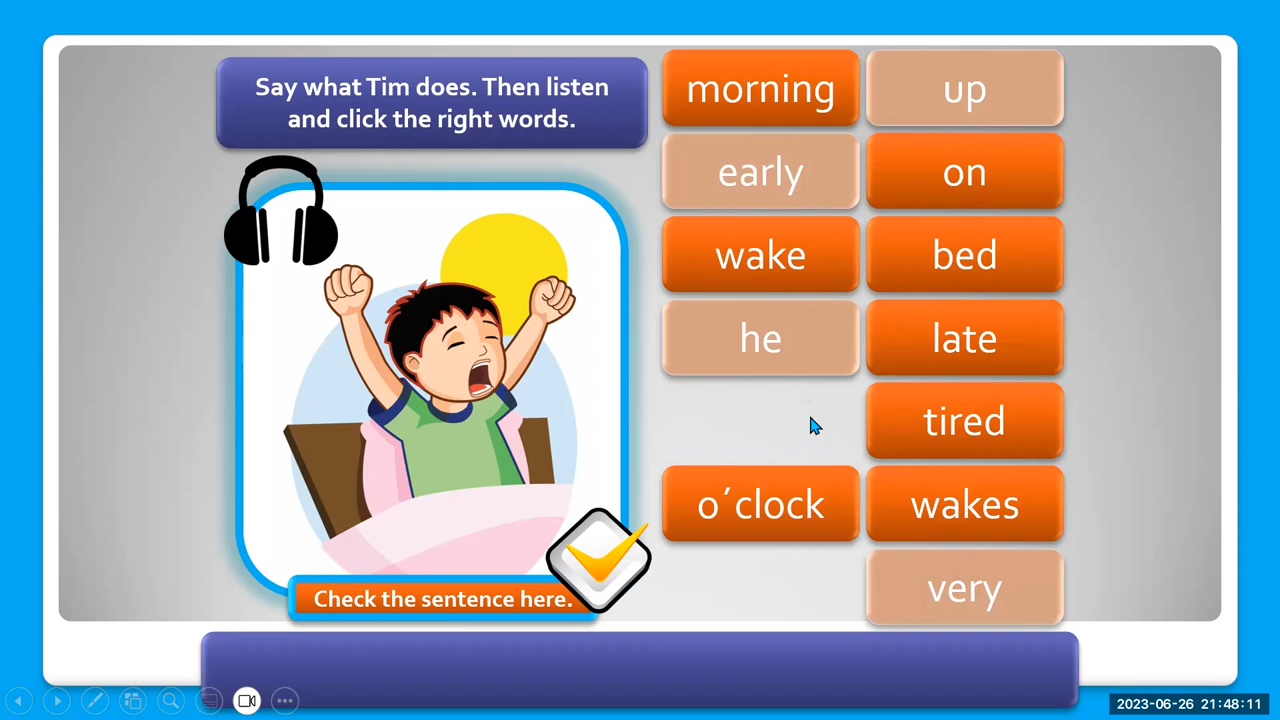 Say what Tim does. Then listen
and click the right words.
morning
up
early
on
wake
bed
he
late
tired
o´clock
wakes
very
Check the sentence here.
2023-06-26 21:48:11